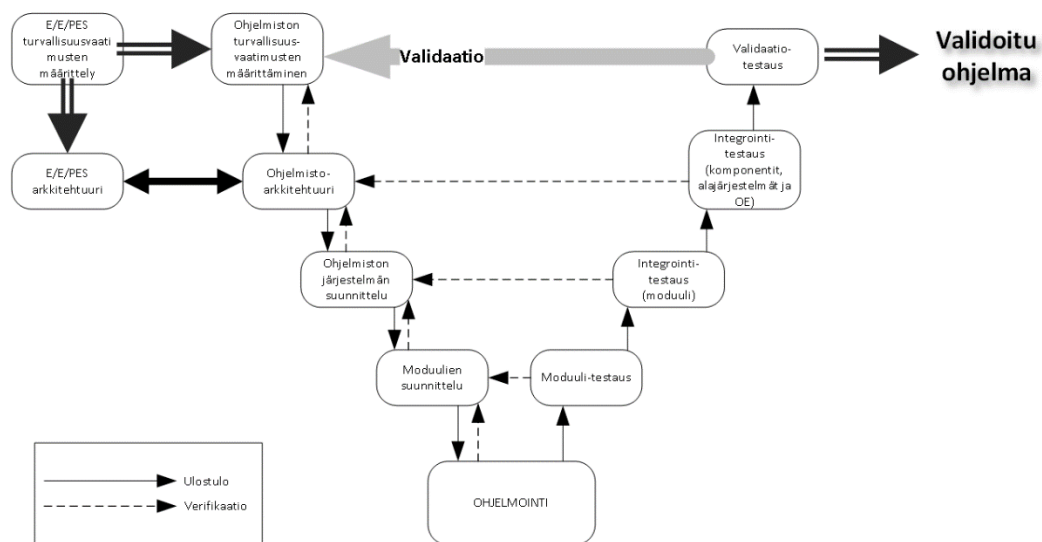 E/E/PES
turvallisuusvaati
musten
määrittely
Ohjelmiston
turvallisuus-
vaatimusten
määrittäminen
Validaatio
Validaatio-
testaus
Validoitu
ohjelma
E/E/PES
arkkitehtuuri
Ohjelmisto-
arkkitehtuuri
Integrointi-
testaus
(komponentit,
alajärjestelmät ja
OE)
Ohjelmiston
järjestelmän
suunnittelu
Integrointi-
testaus
(moduuli)
Moduulien
suunnittelu
Moduuli-testaus
OHJELMOINTI
Ulostulo
Verifikaatio